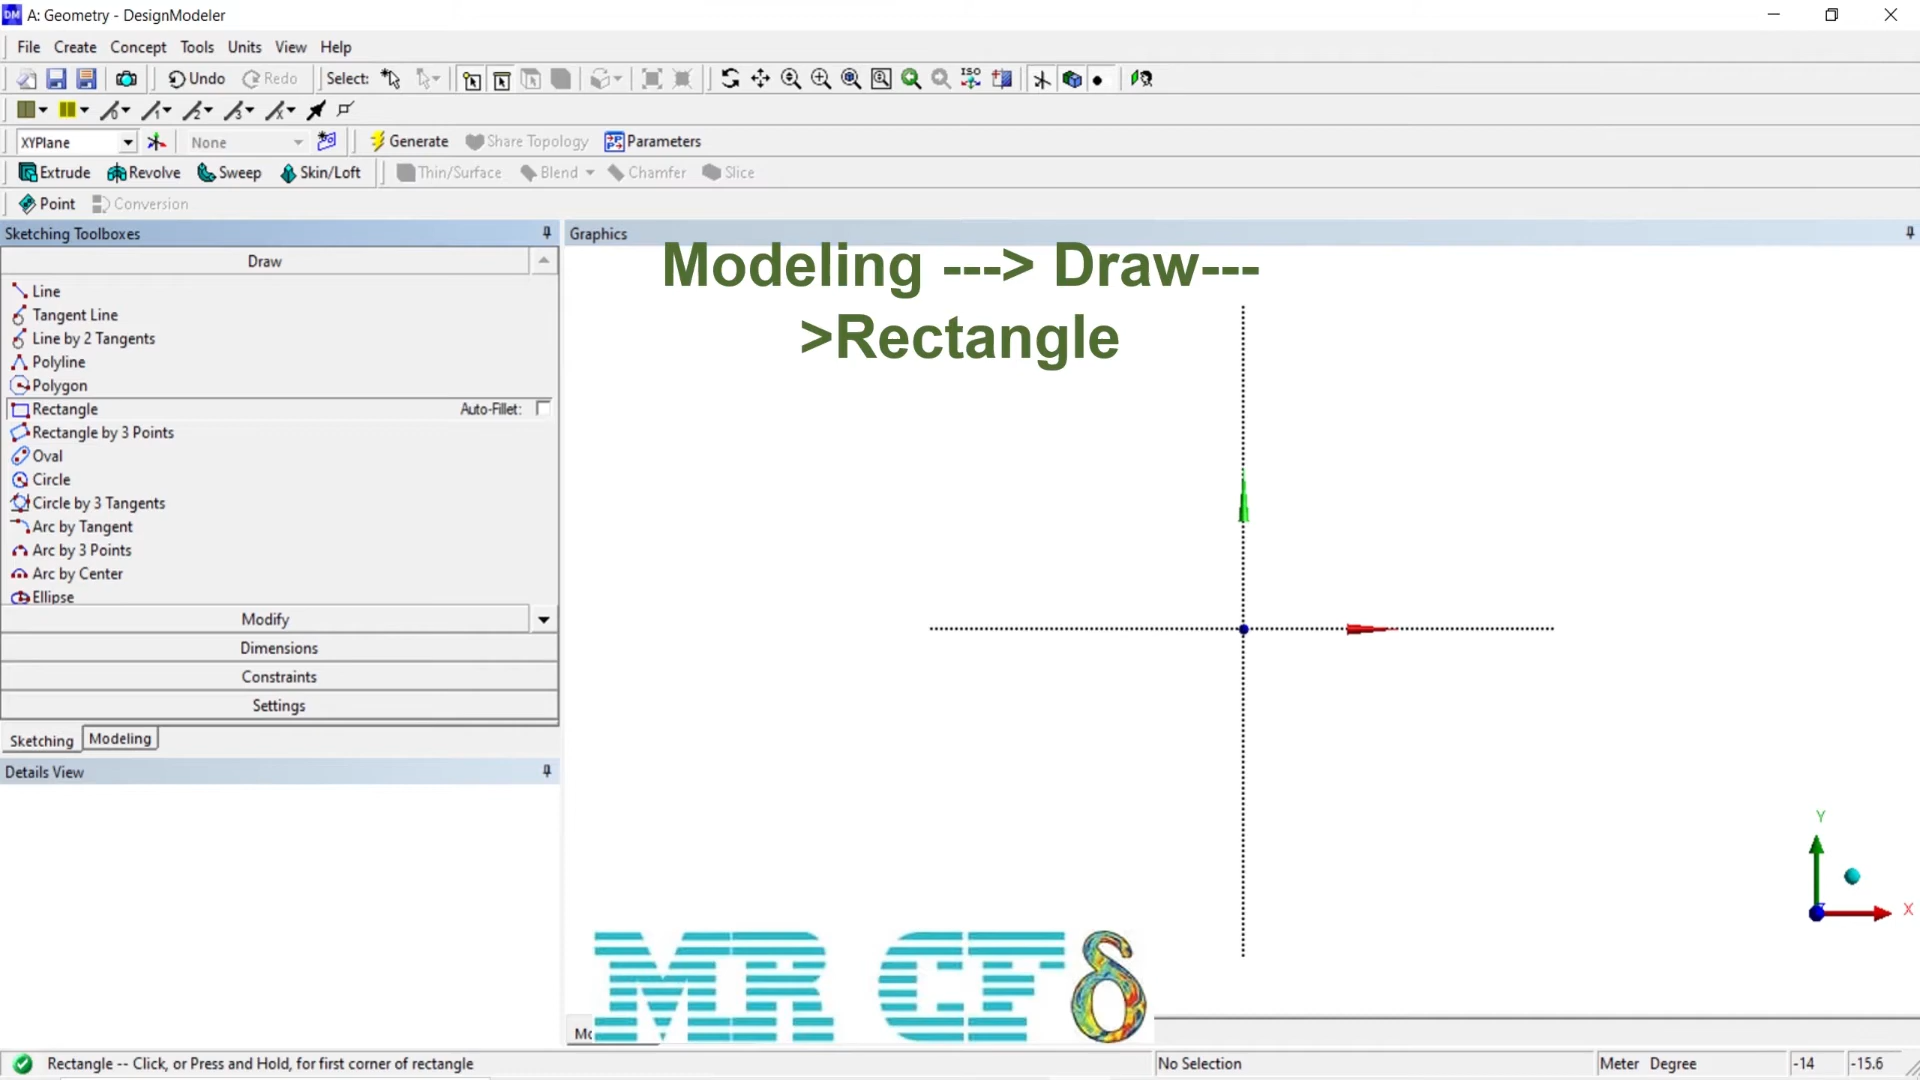 DM A: Geometry - DesignModeler
File Create Concept Tools Units View Help
Undo Redo Select: ISO
XYPlane None Generate Share Topology Parameters
Extrude Revolve Sweep Skin/Loft Thin/Surface Blend Chamfer Slice
Point Conversion
Sketching Toolboxes
Graphics
Modeling ---> Draw---
>Rectangle
Draw
Line
Tangent Line
Line by 2 Tangents
Polyline
Polygon
Rectangle Auto-Fillet:
Rectangle by 3 Points
Oval
Circle
Circle by 3 Tangents
Arc by Tangent
Arc by 3 Points
Arc by Center
Ellipse
Modify
Dimensions
Constraints
Settings
Sketching Modeling
Details View
Y
X
MR CFδ
Rectangle -- Click, or Press and Hold, for first corner of rectangle
No Selection
Meter Degree -14 -15.6